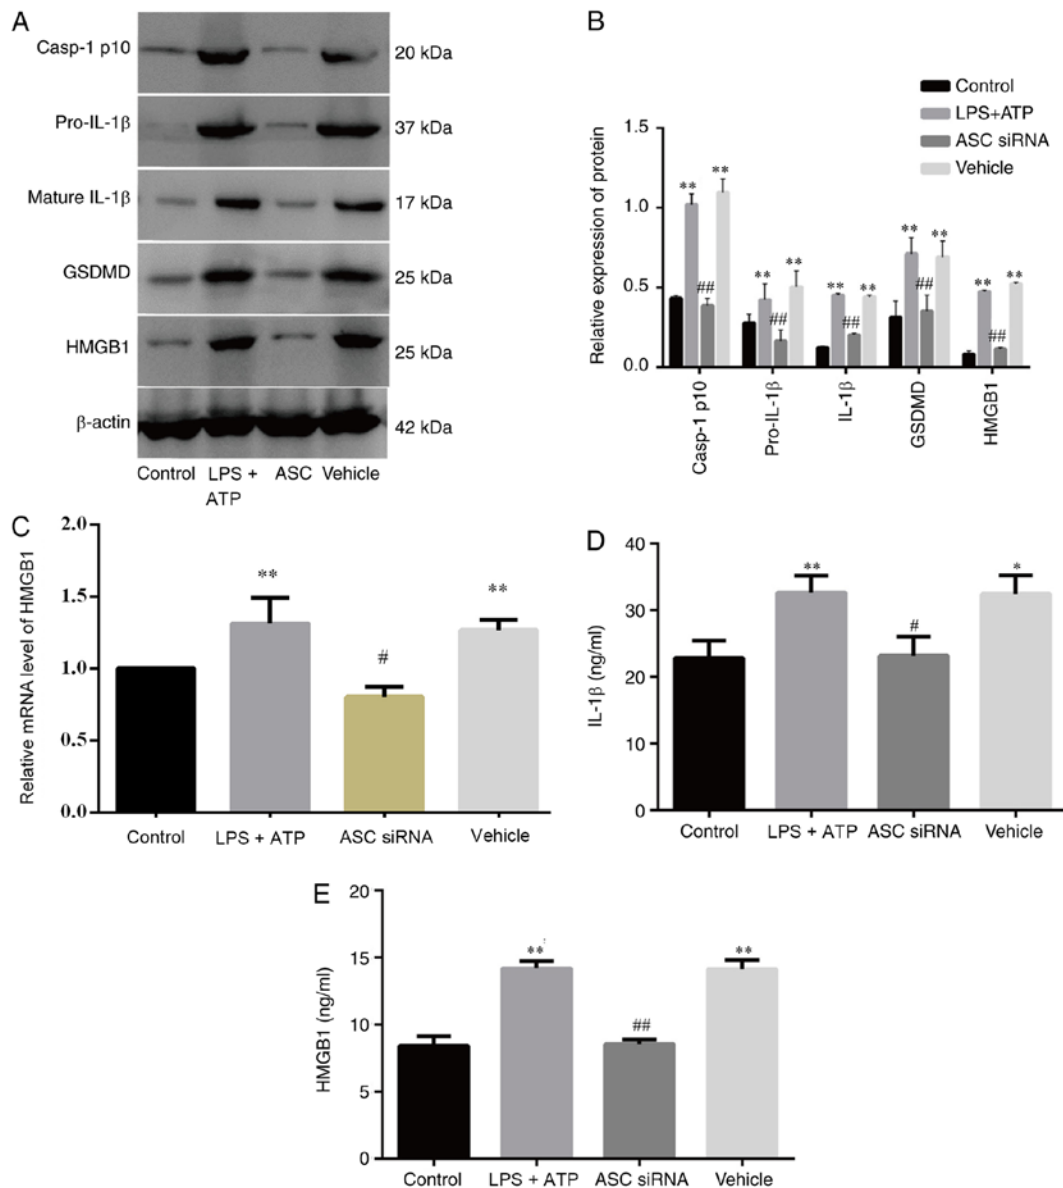 A
Casp-1 p10
20 kDa
Pro-IL-1β
37 kDa
Mature IL-1β
17 kDa
GSDMD
25 kDa
HMGB1
25 kDa
β-actin
42 kDa
Control LPS + ATP ASC Vehicle
B
Control
LPS+ATP
ASC siRNA
Vehicle
Relative expression of protein
1.5
1.0
0.5
0.0
** ** ** ** ** ** ** ** ** **
## ## ## ## ##
Casp-1 p10
Pro-IL-1β
IL-1β
GSDMD
HMGB1
C
Relative mRNA level of HMGB1
2.0
1.5
1.0
0.5
0.0
** # **
Control LPS + ATP ASC siRNA Vehicle
D
IL-1β (ng/ml)
40
30
20
10
0
** # *
Control LPS + ATP ASC siRNA Vehicle
E
HMGB1 (ng/ml)
20
15
10
5
0
** ## **
Control LPS + ATP ASC siRNA Vehicle